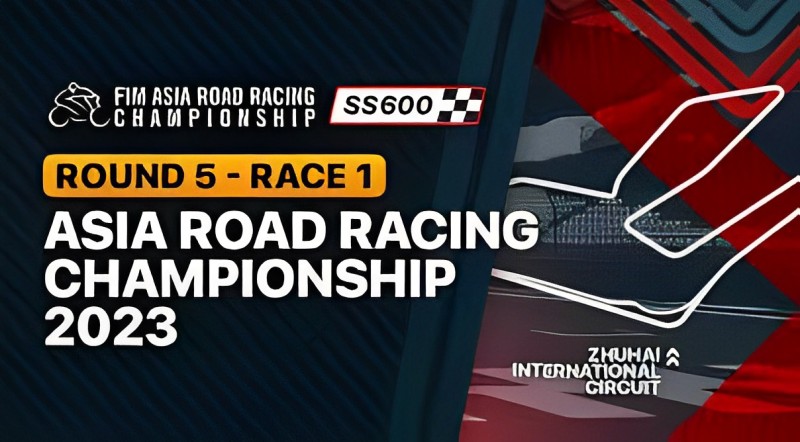 FIM ASIA ROAD RACING
CHAMPIONSHIP
SS600
ROUND 5 - RACE 1
ASIA ROAD RACING
CHAMPIONSHIP
2023
ZHUHAI
INTERNATIONAL
CIRCUIT